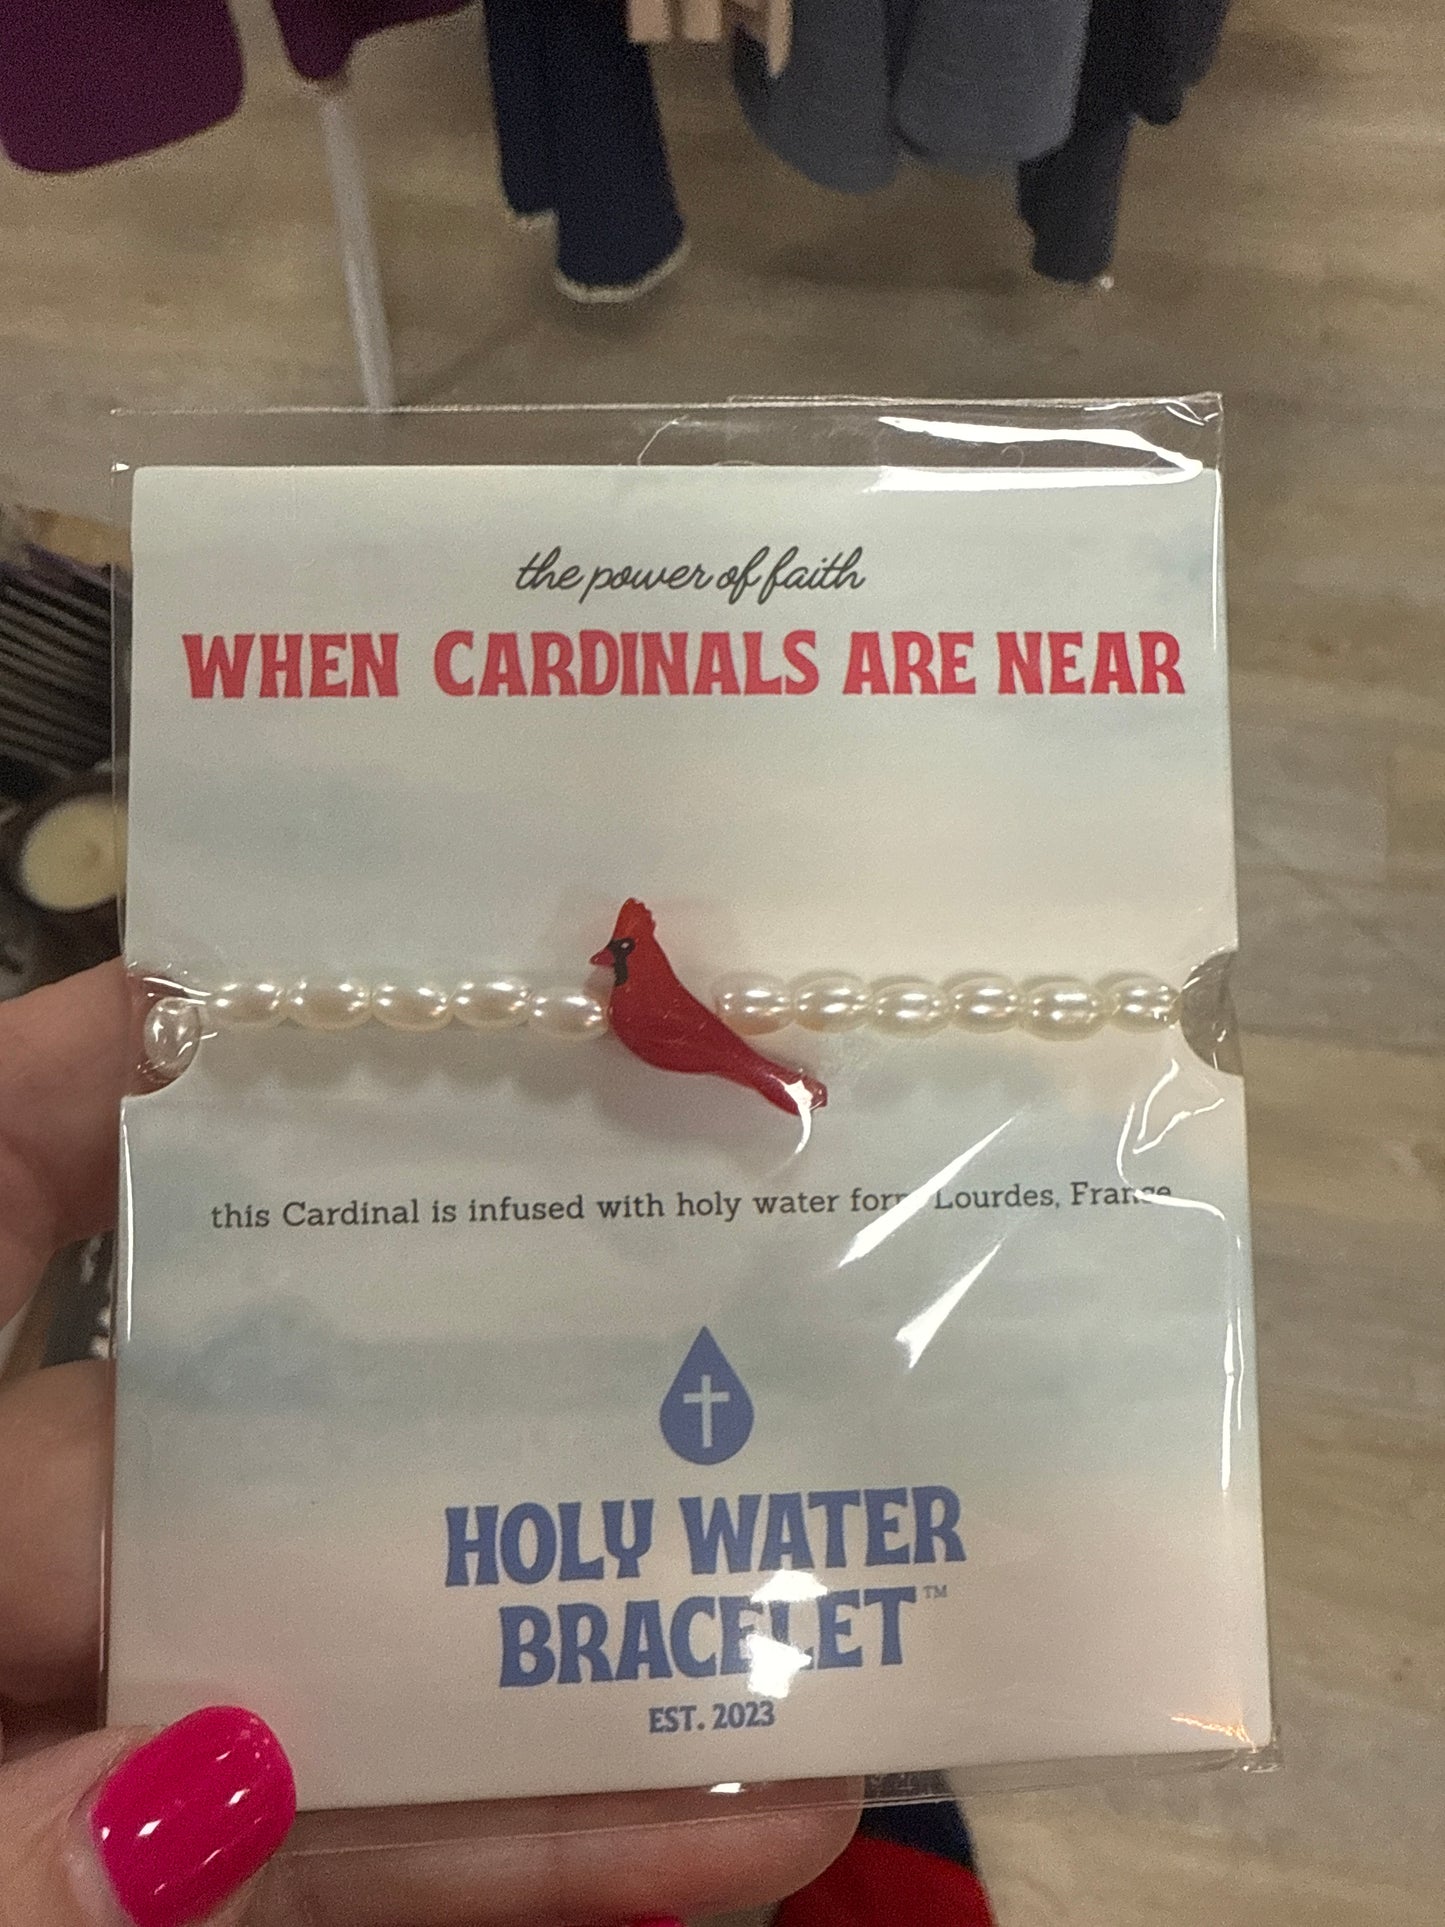 the power of faith
WHEN CARDINALS ARE NEAR
this Cardinal is infused with holy water form Lourdes, France
HOLY WATER
BRACELET™
EST. 2023